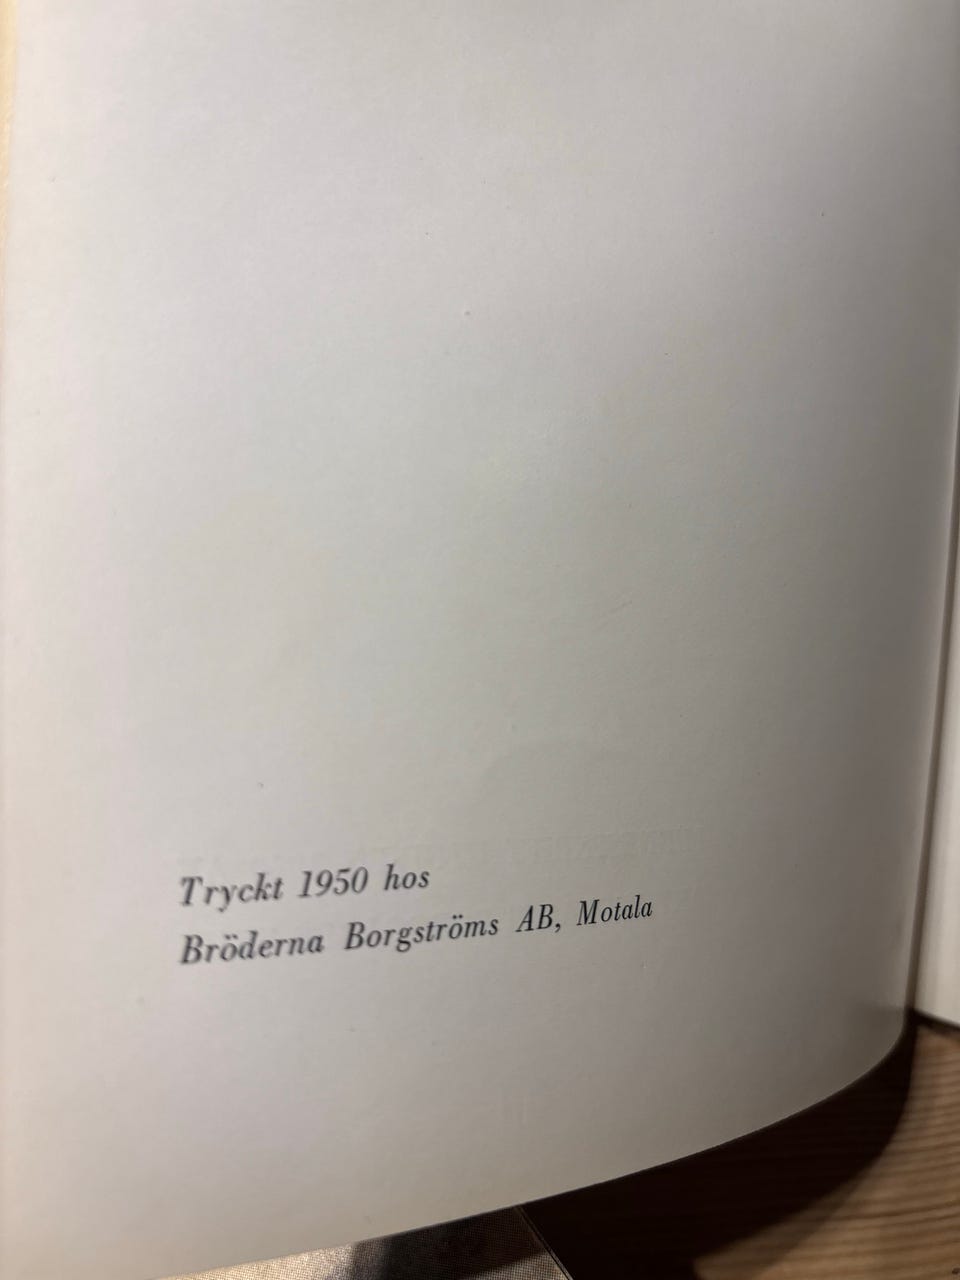 Tryckt 1950 hos
Bröderna Borgströms AB, Motala